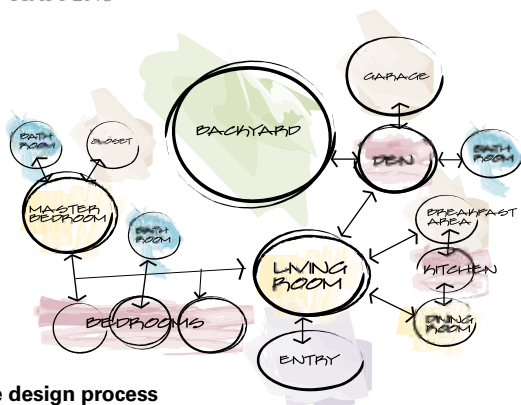 GARAGE
BACKYARD
BATH
ROOM
CLOSET
DEN
BATH
ROOM
MASTER
BEDROOM
BATH
ROOM
BREAKFAST
AREA
LIVING
ROOM
KITCHEN
BEDROOMS
DINING
ROOM
ENTRY
design process